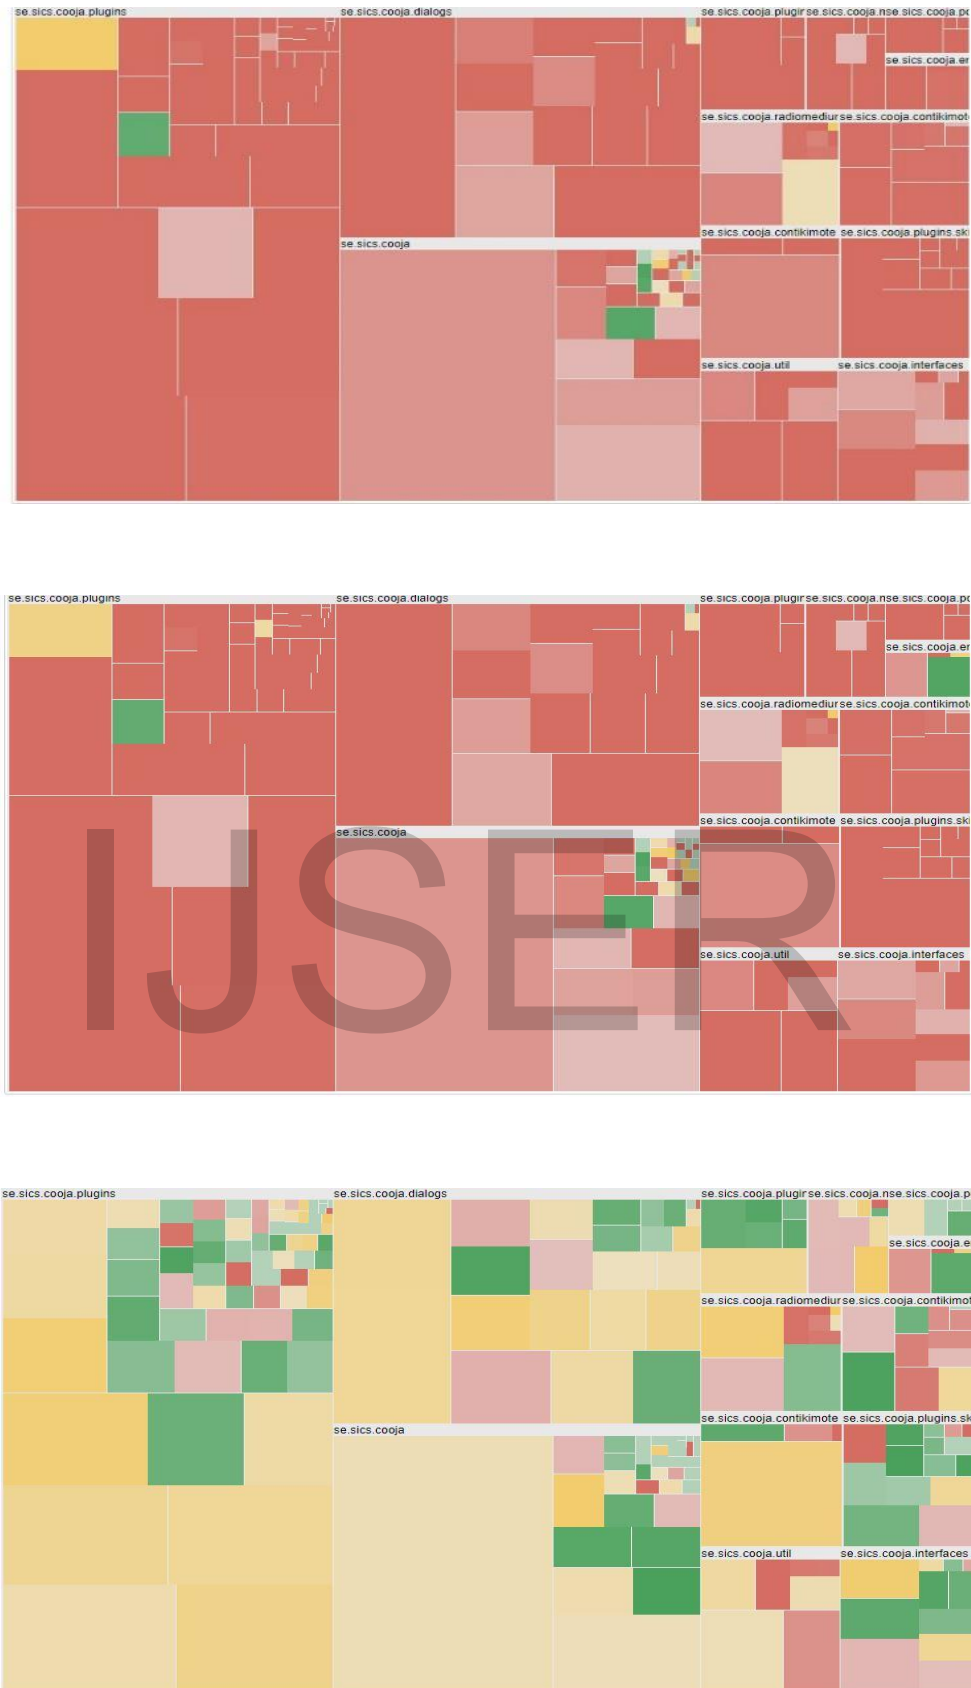 se.sics.cooja.plugins
se.sics.cooja.dialogs
se.sics.cooja.plugir
se.sics.cooja.ns
e.sics.cooja.po
se.sics.cooja.er
se.sics.cooja.radiomediur
se.sics.cooja.contikimot
se.sics.cooja
se.sics.cooja.contikimote
se.sics.cooja.plugins.ski
se.sics.cooja.util
se.sics.cooja.interfaces
se.sics.cooja.plugins
se.sics.cooja.dialogs
se.sics.cooja.plugir
se.sics.cooja.ns
e.sics.cooja.po
se.sics.cooja.er
se.sics.cooja.radiomediur
se.sics.cooja.contikimot
se.sics.cooja.contikimote
se.sics.cooja.plugins.ski
se.sics.cooja
IJSER
se.sics.cooja.util
se.sics.cooja.interfaces
se.sics.cooja.plugins
se.sics.cooja.dialogs
se.sics.cooja.plugir
se.sics.cooja.ns
e.sics.cooja.p
se.sics.cooja.e
se.sics.cooja.radiomediur
se.sics.cooja.contikimot
se.sics.cooja.contikimote
se.sics.cooja.plugins.sk
se.sics.cooja
se.sics.cooja.util
se.sics.cooja.interfaces